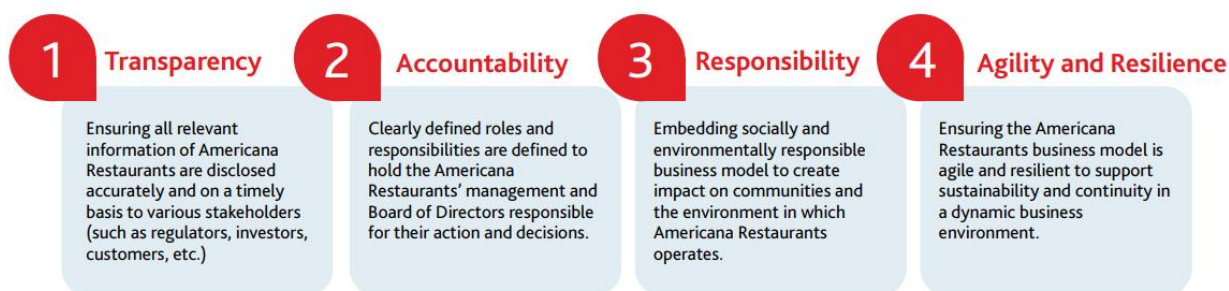 1 Transparency
Ensuring all relevant
information of Americana
Restaurants are disclosed
accurately and on a timely
basis to various stakeholders
(such as regulators, investors,
customers, etc.)
2 Accountability
Clearly defined roles and
responsibilities are defined to
hold the Americana
Restaurants’ management and
Board of Directors responsible
for their action and decisions.
3 Responsibility
Embedding socially and
environmentally responsible
business model to create
impact on communities and
the environment in which
Americana Restaurants
operates.
4 Agility and Resilience
Ensuring the Americana
Restaurants business model is
agile and resilient to support
sustainability and continuity in
a dynamic business
environment.